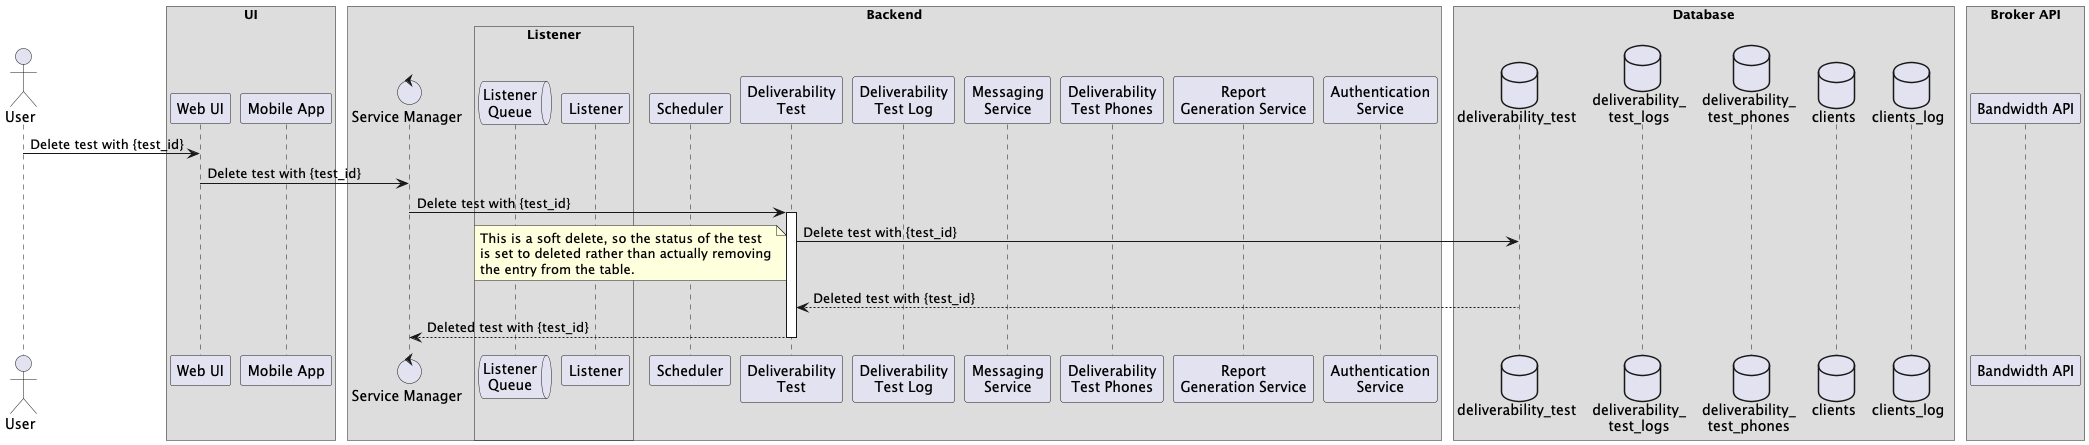 UI
Backend
Database
Broker API
Listener
User
Web UI
Mobile App
Service Manager
Listener
Queue
Listener
Scheduler
Deliverability
Test
Deliverability
Test Log
Messaging
Service
Deliverability
Test Phones
Report
Generation Service
Authentication
Service
deliverability_test
deliverability_
test_logs
deliverability_
test_phones
clients
clients_log
Bandwidth API
Delete test with {test_id}
Delete test with {test_id}
Delete test with {test_id}
Delete test with {test_id}
This is a soft delete, so the status of the test
is set to deleted rather than actually removing
the entry from the table.
Deleted test with {test_id}
Deleted test with {test_id}
User
Web UI
Mobile App
Service Manager
Listener
Queue
Listener
Scheduler
Deliverability
Test
Deliverability
Test Log
Messaging
Service
Deliverability
Test Phones
Report
Generation Service
Authentication
Service
deliverability_test
deliverability_
test_logs
deliverability_
test_phones
clients
clients_log
Bandwidth API